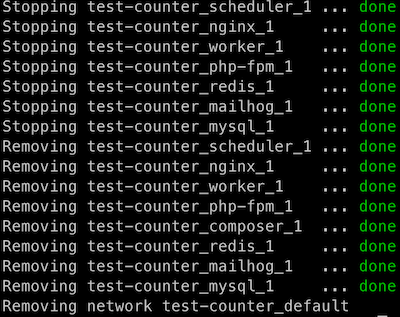 Stopping test-counter_scheduler_1 ... done
Stopping test-counter_nginx_1     ... done
Stopping test-counter_worker_1    ... done
Stopping test-counter_php-fpm_1   ... done
Stopping test-counter_redis_1     ... done
Stopping test-counter_mailhog_1   ... done
Stopping test-counter_mysql_1     ... done
Removing test-counter_scheduler_1 ... done
Removing test-counter_nginx_1     ... done
Removing test-counter_worker_1    ... done
Removing test-counter_php-fpm_1   ... done
Removing test-counter_composer_1  ... done
Removing test-counter_redis_1     ... done
Removing test-counter_mailhog_1   ... done
Removing test-counter_mysql_1     ... done
Removing network test-counter_default